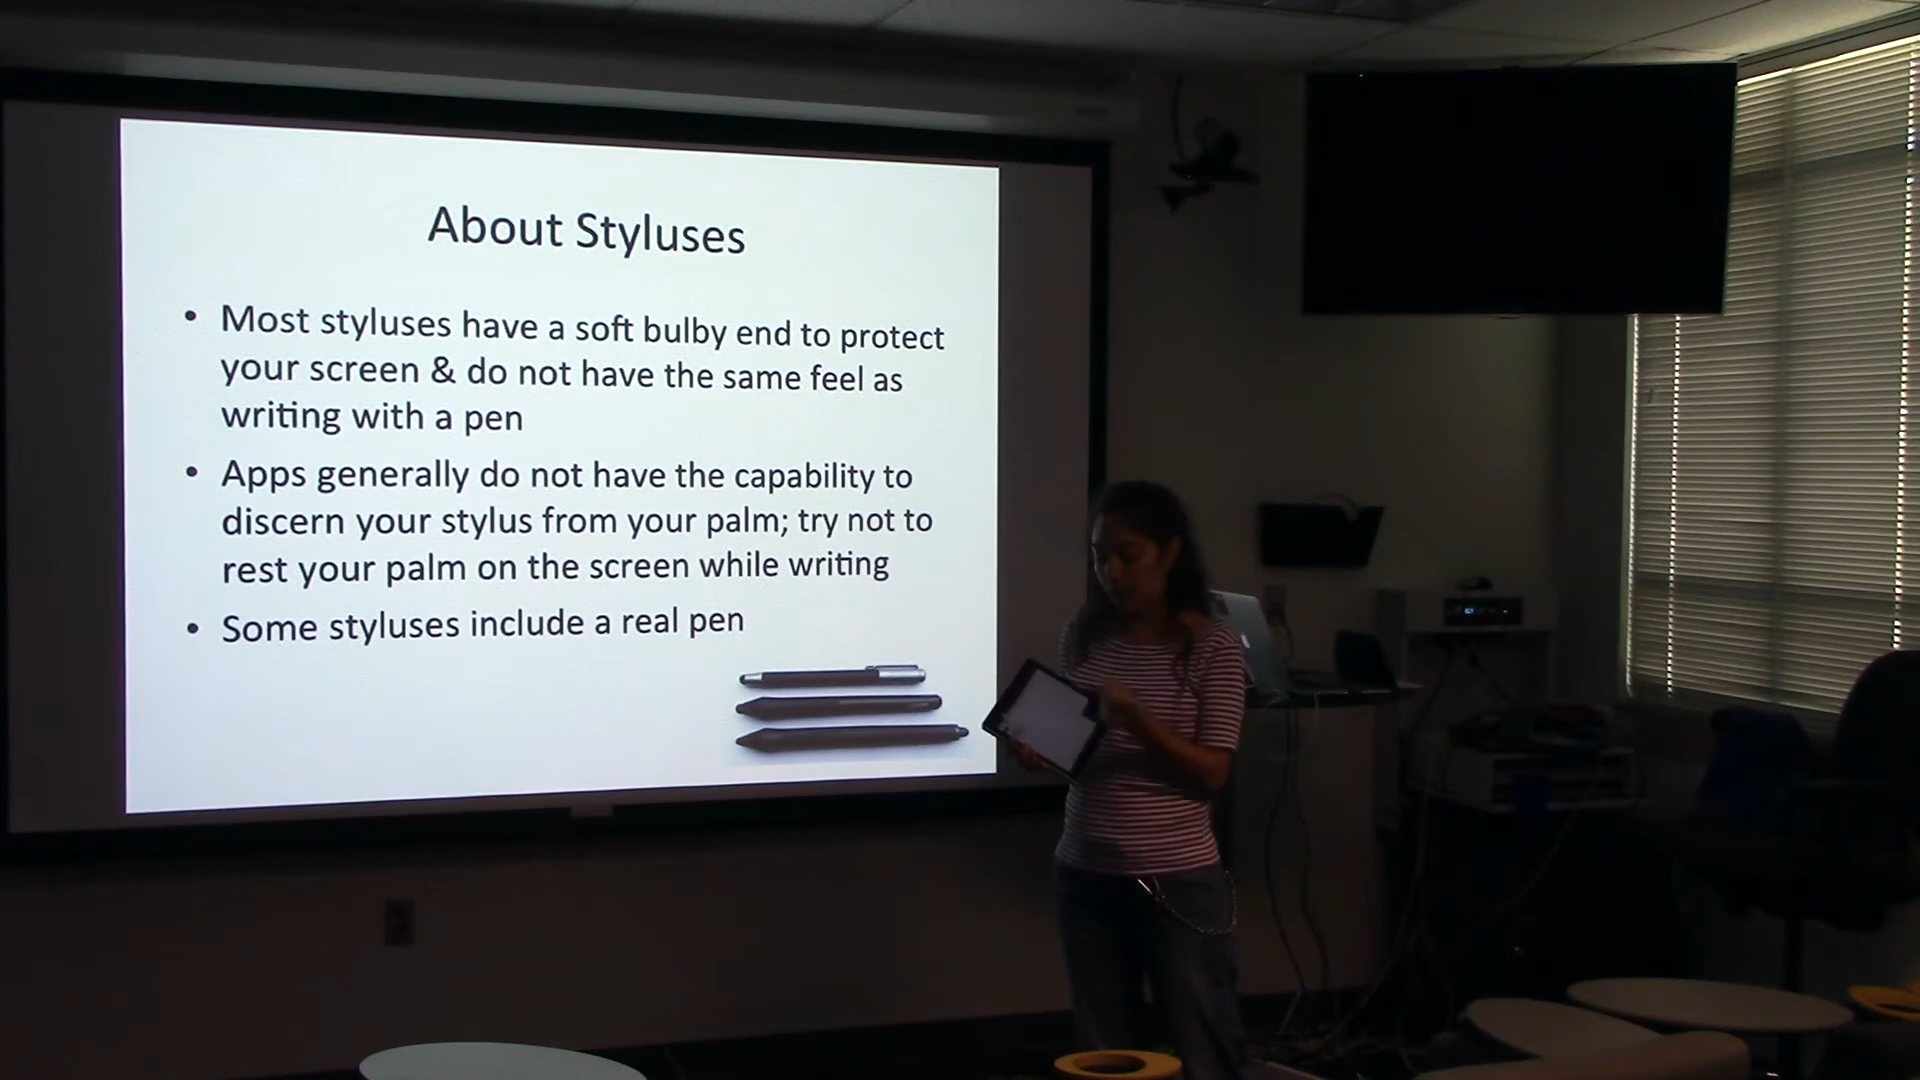 About Styluses
• Most styluses have a soft bulby end to protect
your screen & do not have the same feel as
writing with a pen
• Apps generally do not have the capability to
discern your stylus from your palm; try not to
rest your palm on the screen while writing
• Some styluses include a real pen